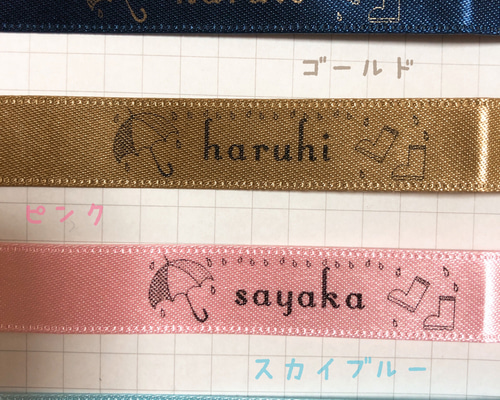 ゴールド
haruhi
ピンク
sayaka
スカイブルー